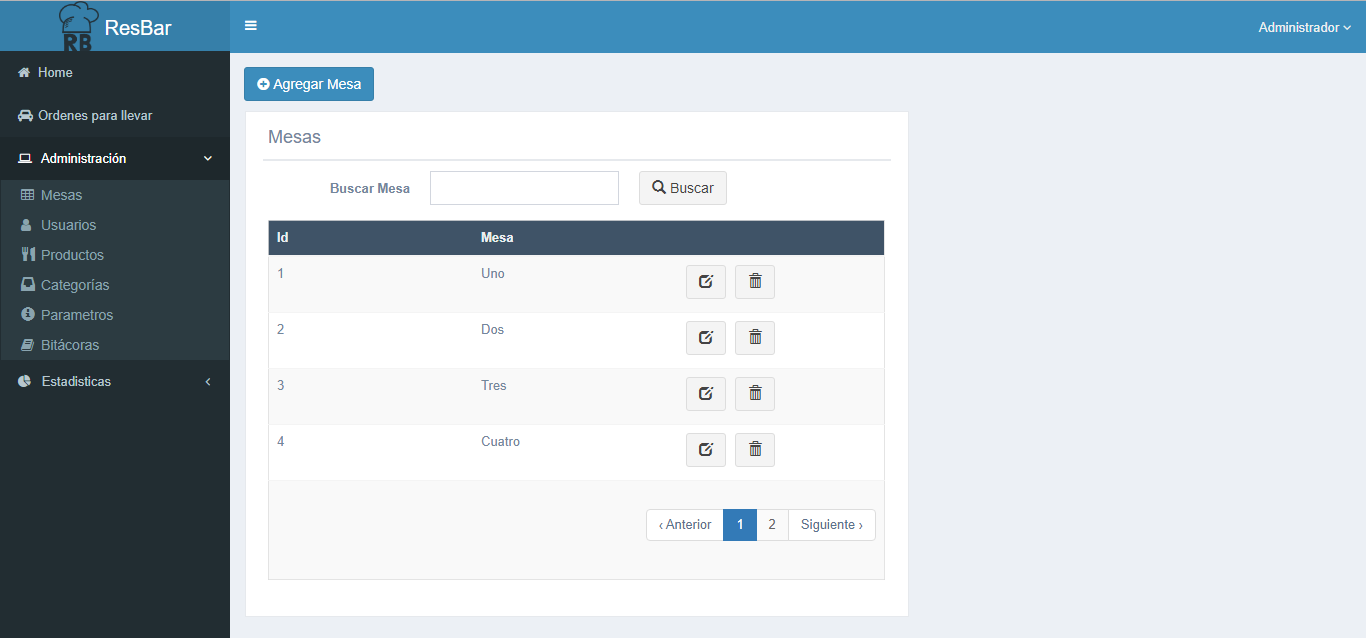 RB ResBar
Administrador
Home
Ordenes para llevar
Administración
Mesas
Usuarios
Productos
Categorías
Parametros
Bitácoras
Estadisticas
Agregar Mesa
Mesas
Buscar Mesa
Buscar
Id Mesa
1 Uno
2 Dos
3 Tres
4 Cuatro
‹ Anterior 1 2 Siguiente ›